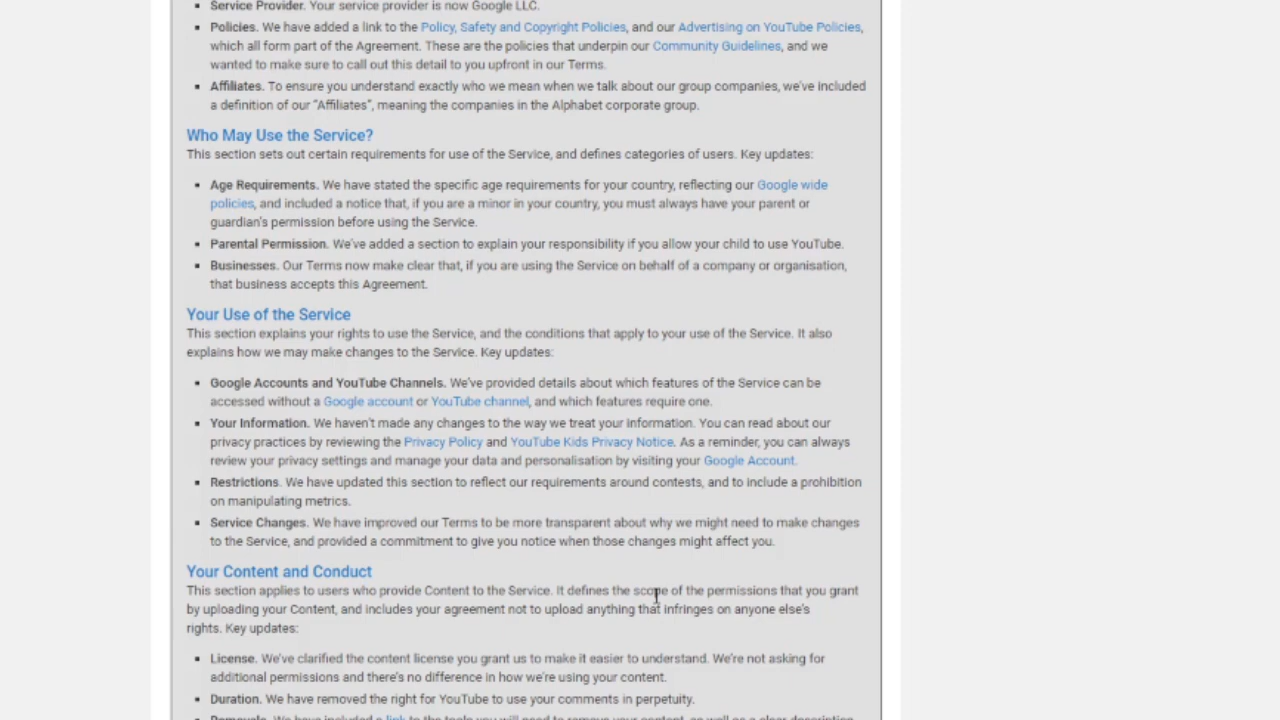 Service Provider. Your service provider is now Google LLC.
Policies. We have added a link to the Policy, Safety and Copyright Policies, and our Advertising on YouTube Policies,
which all form part of the Agreement. These are the policies that underpin our Community Guidelines, and we
wanted to make sure to call out this detail to you upfront in our Terms.
Affiliates. To ensure you understand exactly who we mean when we talk about our group companies, we've included
a definition of our “Affiliates”, meaning the companies in the Alphabet corporate group.
Who May Use the Service?
This section sets out certain requirements for use of the Service, and defines categories of users. Key updates:
Age Requirements. We have stated the specific age requirements for your country, reflecting our Google wide
policies, and included a notice that, if you are a minor in your country, you must always have your parent or
guardian's permission before using the Service.
Parental Permission. We've added a section to explain your responsibility if you allow your child to use YouTube.
Businesses. Our Terms now make clear that, if you are using the Service on behalf of a company or organisation,
that business accepts this Agreement.
Your Use of the Service
This section explains your rights to use the Service, and the conditions that apply to your use of the Service. It also
explains how we may make changes to the Service. Key updates:
Google Accounts and YouTube Channels. We've provided details about which features of the Service can be
accessed without a Google account or YouTube channel, and which features require one.
Your Information. We haven't made any changes to the way we treat your information. You can read about our
privacy practices by reviewing the Privacy Policy and YouTube Kids Privacy Notice. As a reminder, you can always
review your privacy settings and manage your data and personalisation by visiting your Google Account.
Restrictions. We have updated this section to reflect our requirements around contests, and to include a prohibition
on manipulating metrics.
Service Changes. We have improved our Terms to be more transparent about why we might need to make changes
to the Service, and provided a commitment to give you notice when those changes might affect you.
Your Content and Conduct
This section applies to users who provide Content to the Service. It defines the scope of the permissions that you grant
by uploading your Content, and includes your agreement not to upload anything that infringes on anyone else's
rights. Key updates:
License. We've clarified the content license you grant us to make it easier to understand. We're not asking for
additional permissions and there's no difference in how we're using your content.
Duration. We have removed the right for YouTube to use your comments in perpetuity.
Removals. We have included a link to the tools you will need to remove your content, as well as a clear description